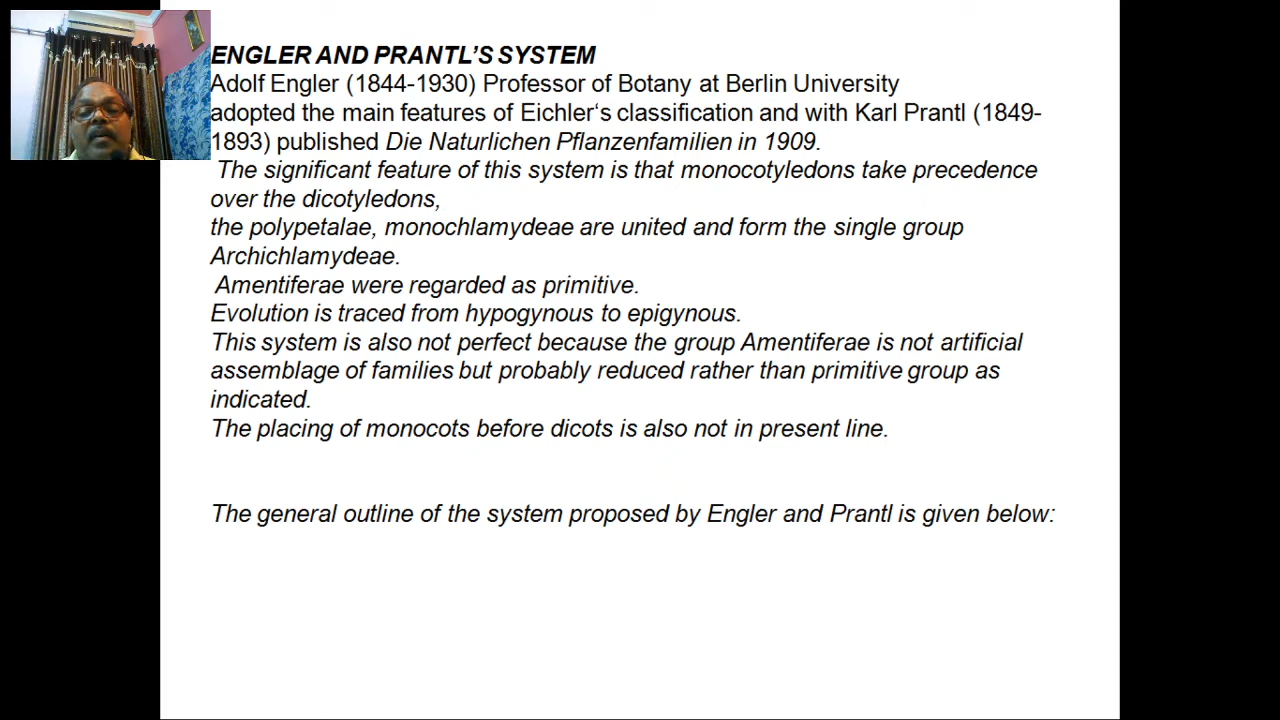 ENGLER AND PRANTL’S SYSTEM
Adolf Engler (1844-1930) Professor of Botany at Berlin University
adopted the main features of Eichler‘s classification and with Karl Prantl (1849-
1893) published Die Naturlichen Pflanzenfamilien in 1909.
The significant feature of this system is that monocotyledons take precedence
over the dicotyledons,
the polypetalae, monochlamydeae are united and form the single group
Archichlamydeae.
Amentiferae were regarded as primitive.
Evolution is traced from hypogynous to epigynous.
This system is also not perfect because the group Amentiferae is not artificial
assemblage of families but probably reduced rather than primitive group as
indicated.
The placing of monocots before dicots is also not in present line.
The general outline of the system proposed by Engler and Prantl is given below: